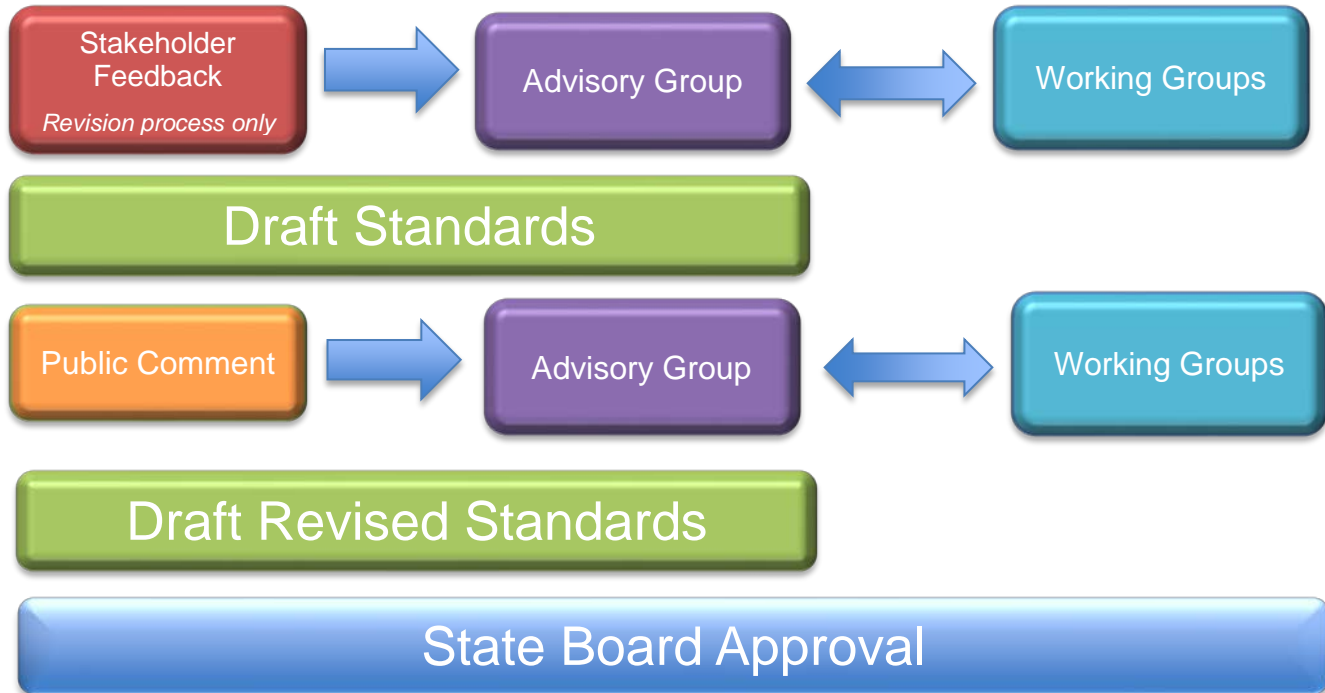 Stakeholder
Feedback
Revision process only
Advisory Group
Working Groups
Draft Standards
Public Comment
Advisory Group
Working Groups
Draft Revised Standards
State Board Approval